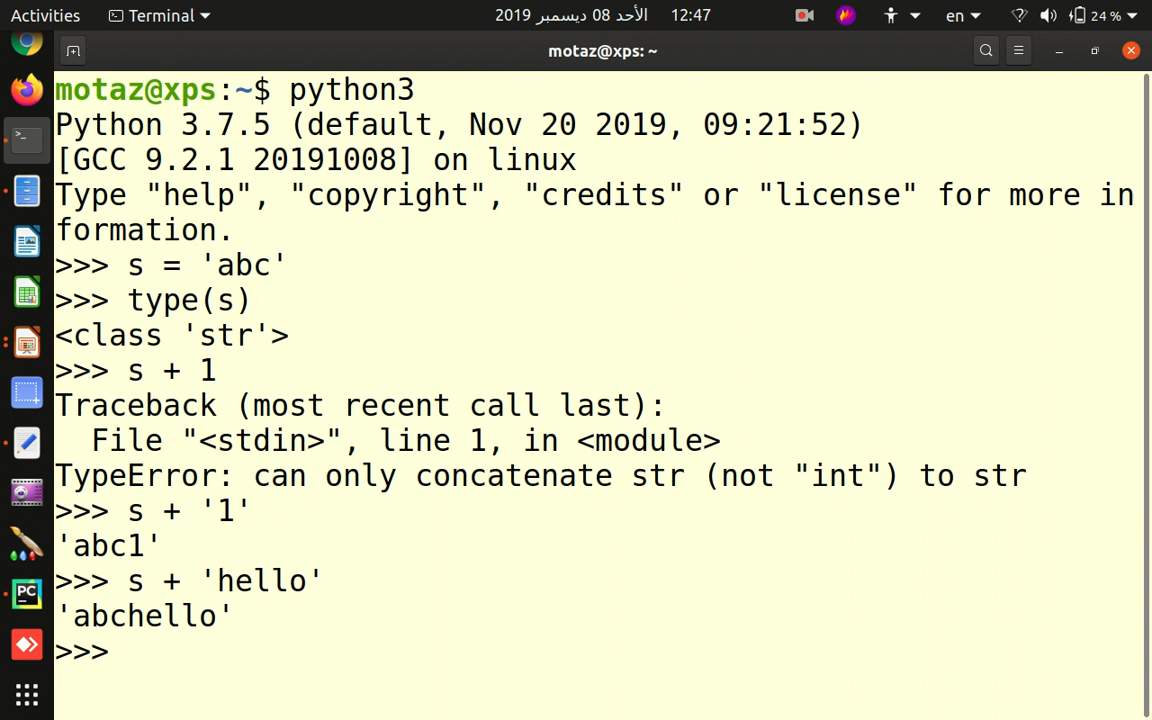 Activities Terminal الأحد 08 ديسمبر 2019 12:47 en 24 %
motaz@xps: ~
motaz@xps:~$ python3
Python 3.7.5 (default, Nov 20 2019, 09:21:52)
[GCC 9.2.1 20191008] on linux
Type "help", "copyright", "credits" or "license" for more in
formation.
>>> s = 'abc'
>>> type(s)
<class 'str'>
>>> s + 1
Traceback (most recent call last):
  File "<stdin>", line 1, in <module>
TypeError: can only concatenate str (not "int") to str
>>> s + '1'
'abc1'
>>> s + 'hello'
'abchello'
>>>
PC